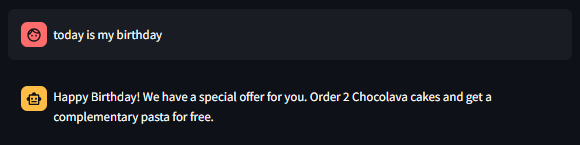 today is my birthday
Happy Birthday! We have a special offer for you. Order 2 Chocolava cakes and get a
complementary pasta for free.